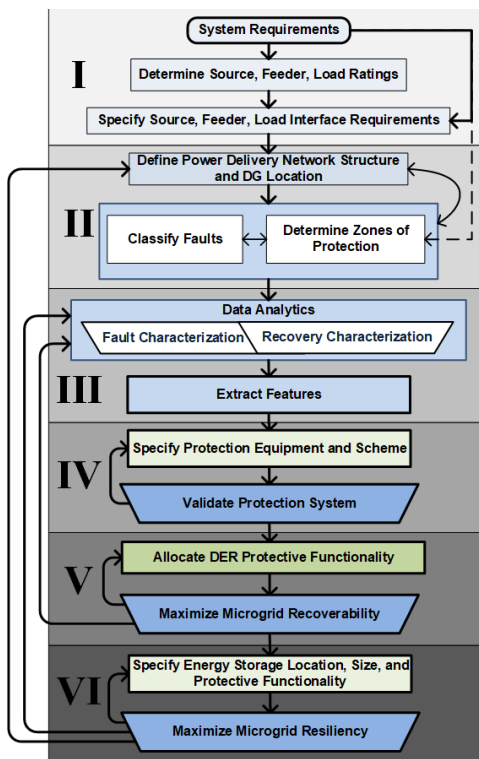 System Requirements
I
Determine Source, Feeder, Load Ratings
Specify Source, Feeder, Load Interface Requirements
Define Power Delivery Network Structure
and DG Location
II
Classify Faults
Determine Zones of
Protection
Data Analytics
Fault Characterization
Recovery Characterization
III
Extract Features
Specify Protection Equipment and Scheme
IV
Validate Protection System
Allocate DER Protective Functionality
V
Maximize Microgrid Recoverability
Specify Energy Storage Location, Size, and
Protective Functionality
VI
Maximize Microgrid Resiliency